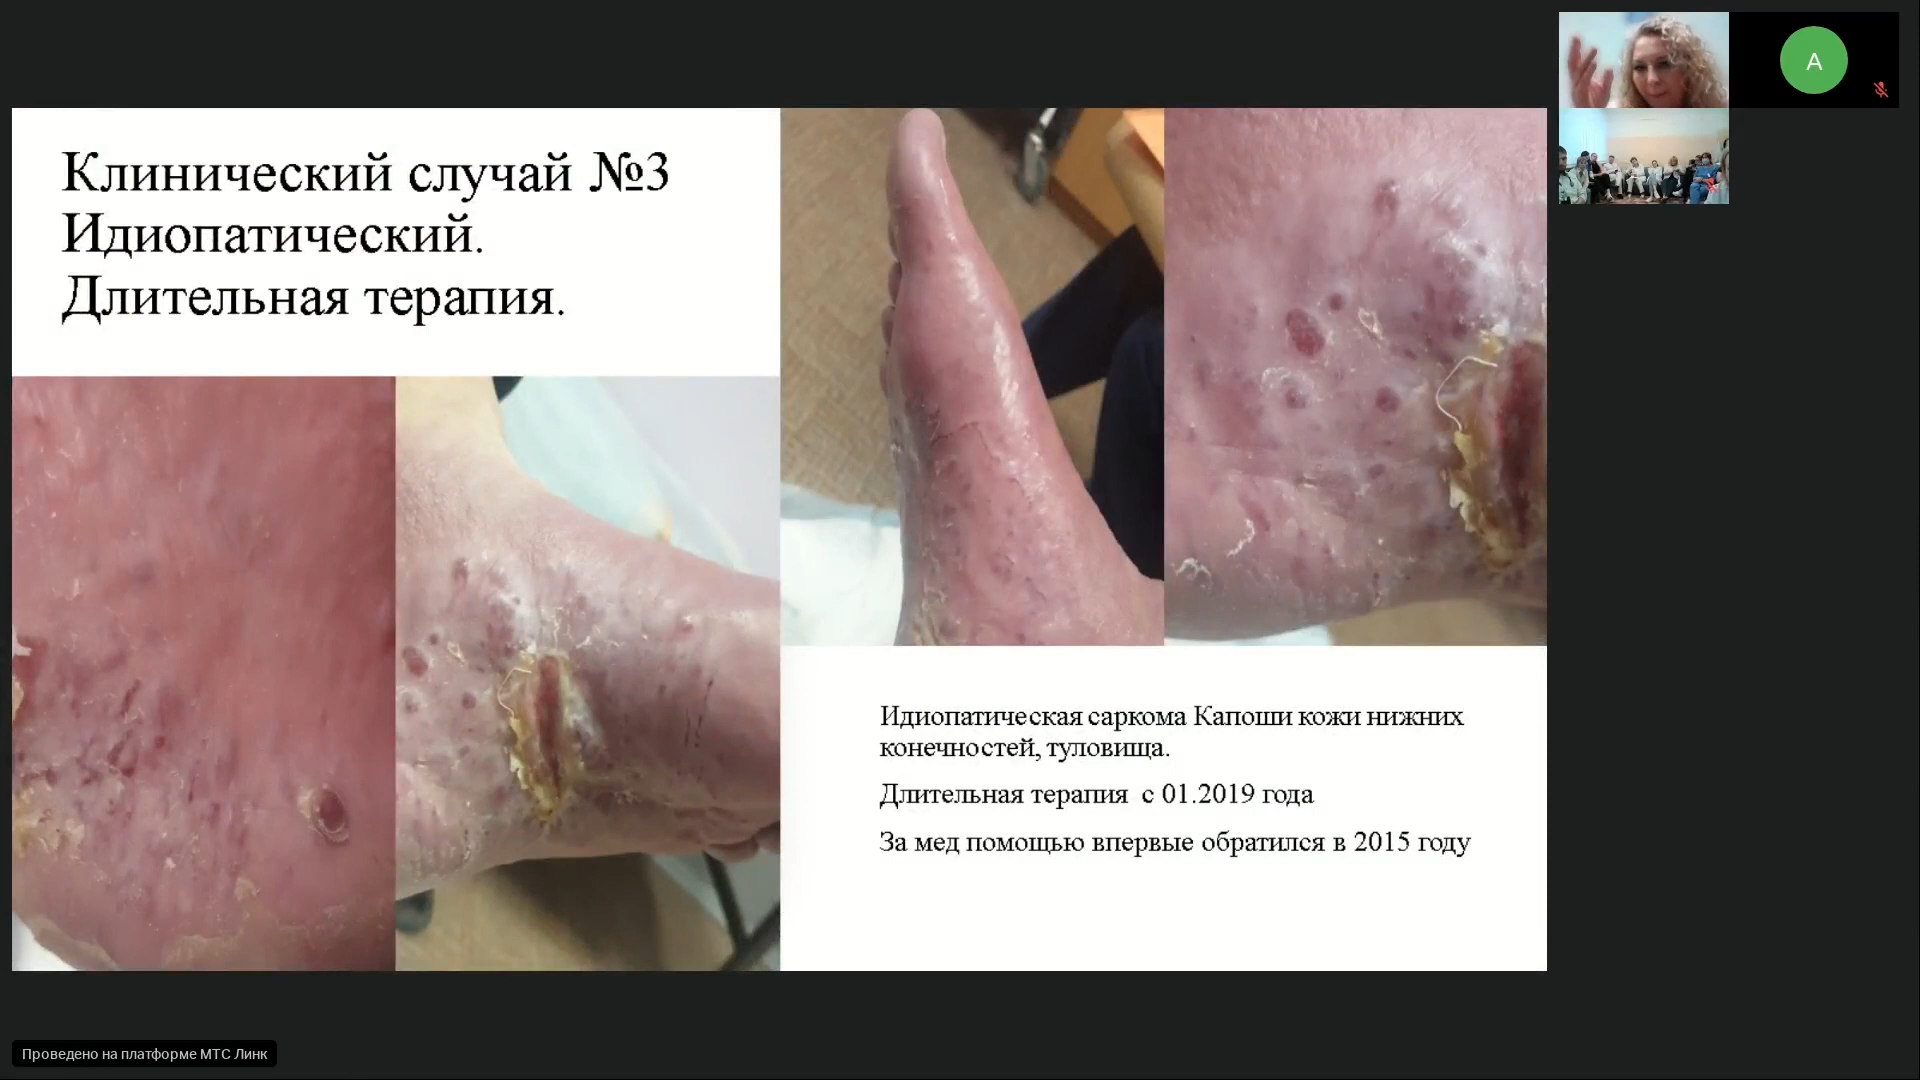 Клинический случай №3
Идиопатический.
Длительная терапия.
A
Идиопатическая саркома Капоши кожи нижних
конечностей, туловища.
Длительная терапия с 01.2019 года
За мед помощью впервые обратился в 2015 году
Проведено на платформе МТС Линк